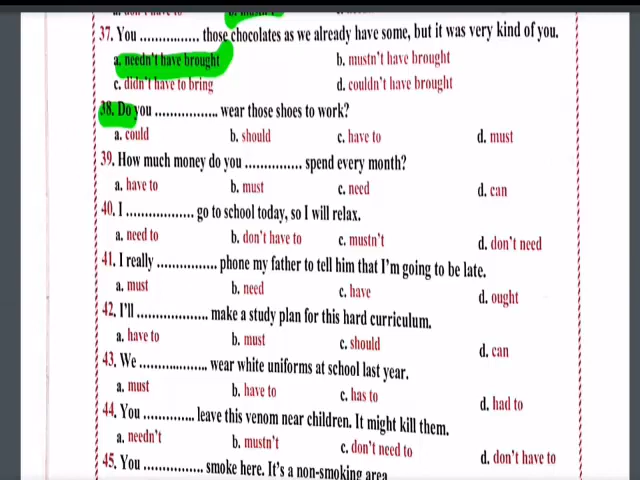 37. You ................ those chocolates as we already have some, but it was very kind of you.
a. needn't have brought b. mustn't have brought
c. didn't have to bring d. couldn't have brought
38. Do you ................. wear those shoes to work?
a. could b. should c. have to d. must
39. How much money do you ............... spend every month?
a. have to b. must c. need d. can
40. I .................. go to school today, so I will relax.
a. need to b. don't have to c. mustn't d. don't need
41. I really ................ phone my father to tell him that I'm going to be late.
a. must b. need c. have d. ought
42. I'll ................... make a study plan for this hard curriculum.
a. have to b. must c. should d. can
43. We .................. wear white uniforms at school last year.
a. must b. have to c. has to d. had to
44. You .............. leave this venom near children. It might kill them.
a. needn't b. mustn't c. don't need to d. don't have to
45. You ................ smoke here. It's a non-smoking area